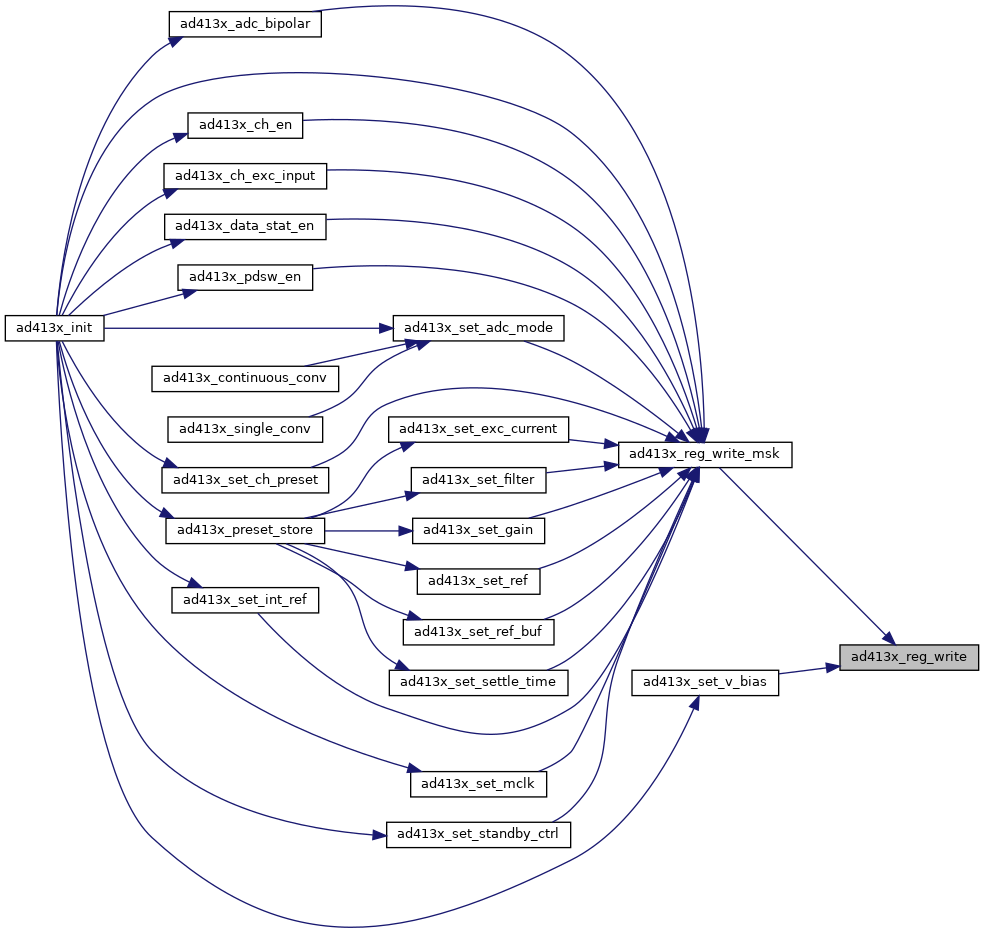 ad413x_adc_bipolar
ad413x_ch_en
ad413x_ch_exc_input
ad413x_data_stat_en
ad413x_pdsw_en
ad413x_init
ad413x_set_adc_mode
ad413x_continuous_conv
ad413x_single_conv
ad413x_set_exc_current
ad413x_reg_write_msk
ad413x_set_ch_preset
ad413x_set_filter
ad413x_preset_store
ad413x_set_gain
ad413x_set_ref
ad413x_set_int_ref
ad413x_set_ref_buf
ad413x_reg_write
ad413x_set_settle_time
ad413x_set_v_bias
ad413x_set_mclk
ad413x_set_standby_ctrl